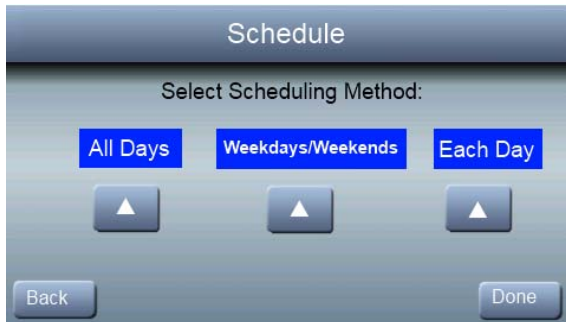 Schedule
Select Scheduling Method:
All Days Weekdays/Weekends Each Day
Back Done